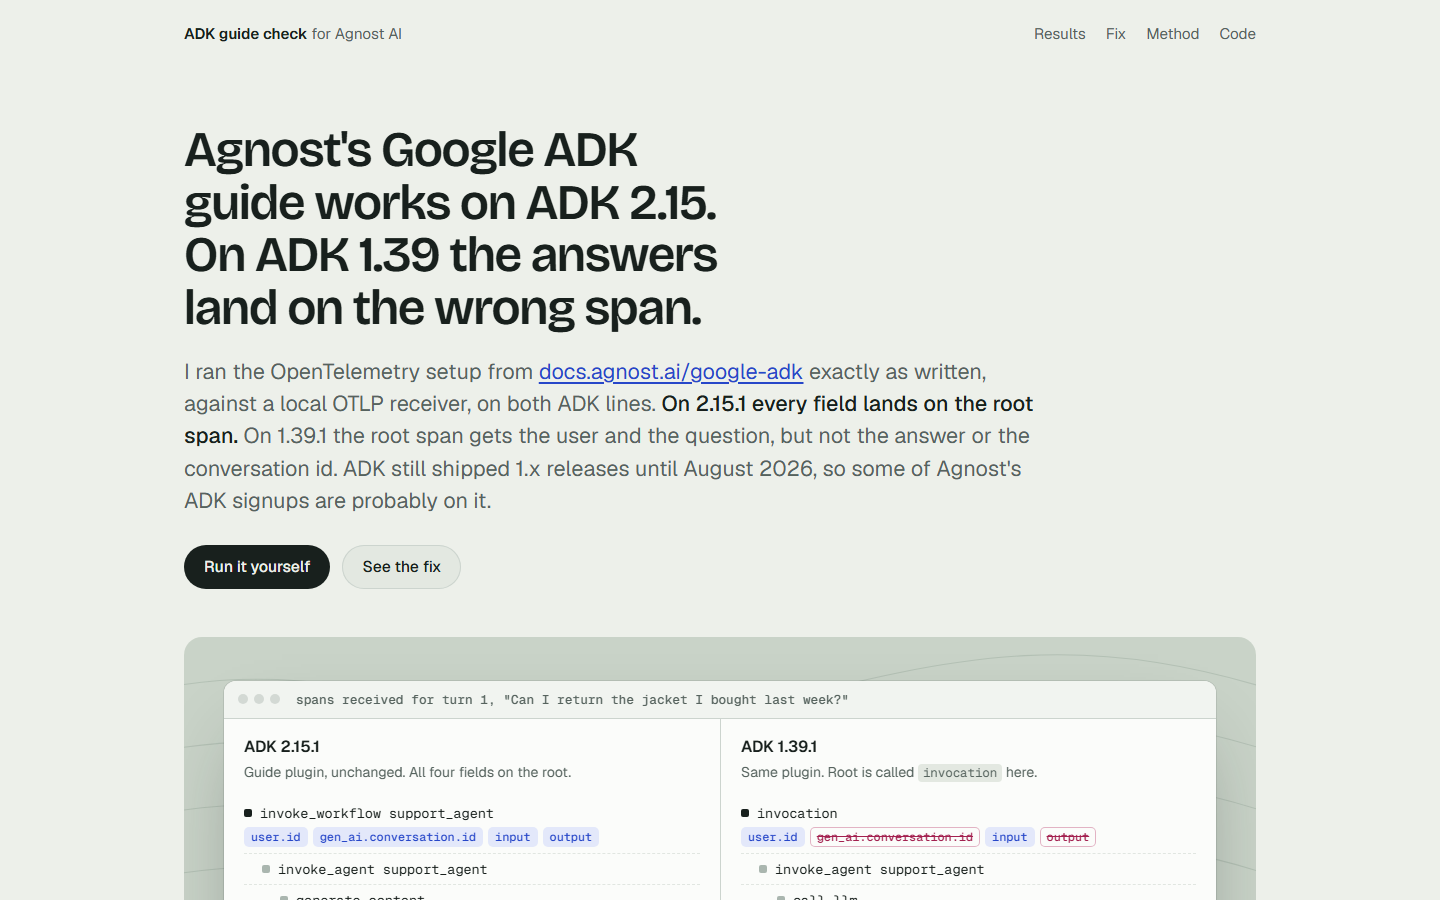 ADK guide check for Agnost AI
Results Fix Method Code
Agnost's Google ADK
guide works on ADK 2.15.
On ADK 1.39 the answers
land on the wrong span.
I ran the OpenTelemetry setup from docs.agnost.ai/google-adk exactly as written,
against a local OTLP receiver, on both ADK lines. On 2.15.1 every field lands on the root
span. On 1.39.1 the root span gets the user and the question, but not the answer or the
conversation id. ADK still shipped 1.x releases until August 2026, so some of Agnost's
ADK signups are probably on it.
Run it yourself See the fix
spans received for turn 1, "Can I return the jacket I bought last week?"
ADK 2.15.1
Guide plugin, unchanged. All four fields on the root.
invoke_workflow support_agent
user.id gen_ai.conversation.id input output
invoke_agent support_agent
generate_content
ADK 1.39.1
Same plugin. Root is called invocation here.
invocation
user.id gen_ai.conversation.id input output
invoke_agent support_agent
call_llm